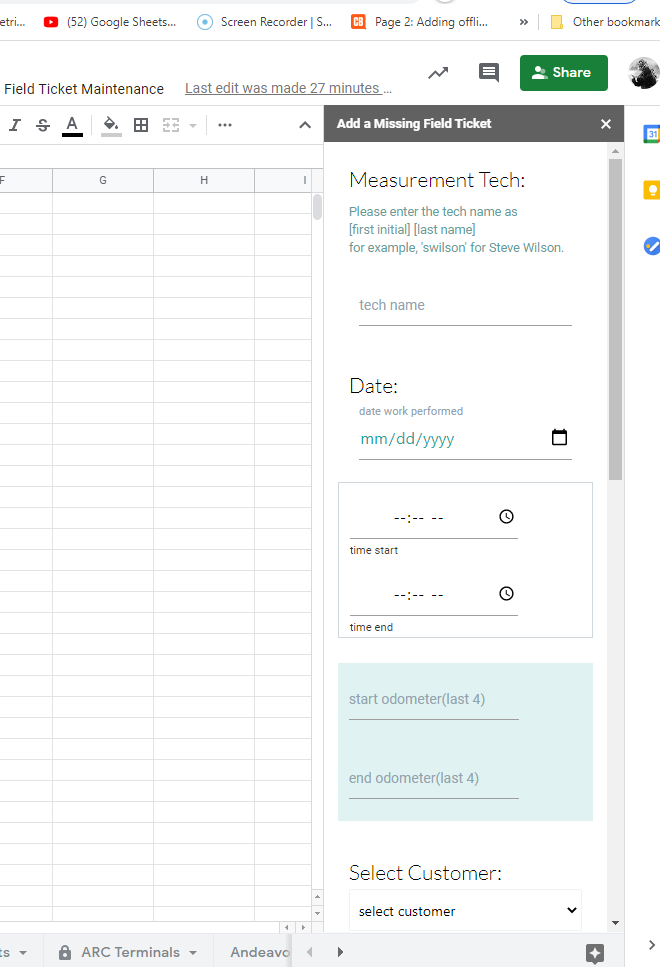 etri...
(52) Google Sheets...
Screen Recorder | S...
CB
Page 2: Adding offli...
»
Other bookmark
Field Ticket Maintenance
Last edit was made 27 minutes ...
Share
I
S
A
Add a Missing Field Ticket
31
F
G
H
I
Measurement Tech:
Please enter the tech name as
[first initial] [last name]
for example, 'swilson' for Steve Wilson.
tech name
Date:
date work performed
mm/dd/yyyy
--:-- --
time start
--:-- --
time end
start odometer(last 4)
end odometer(last 4)
Select Customer:
select customer
ts
ARC Terminals
Endeavo